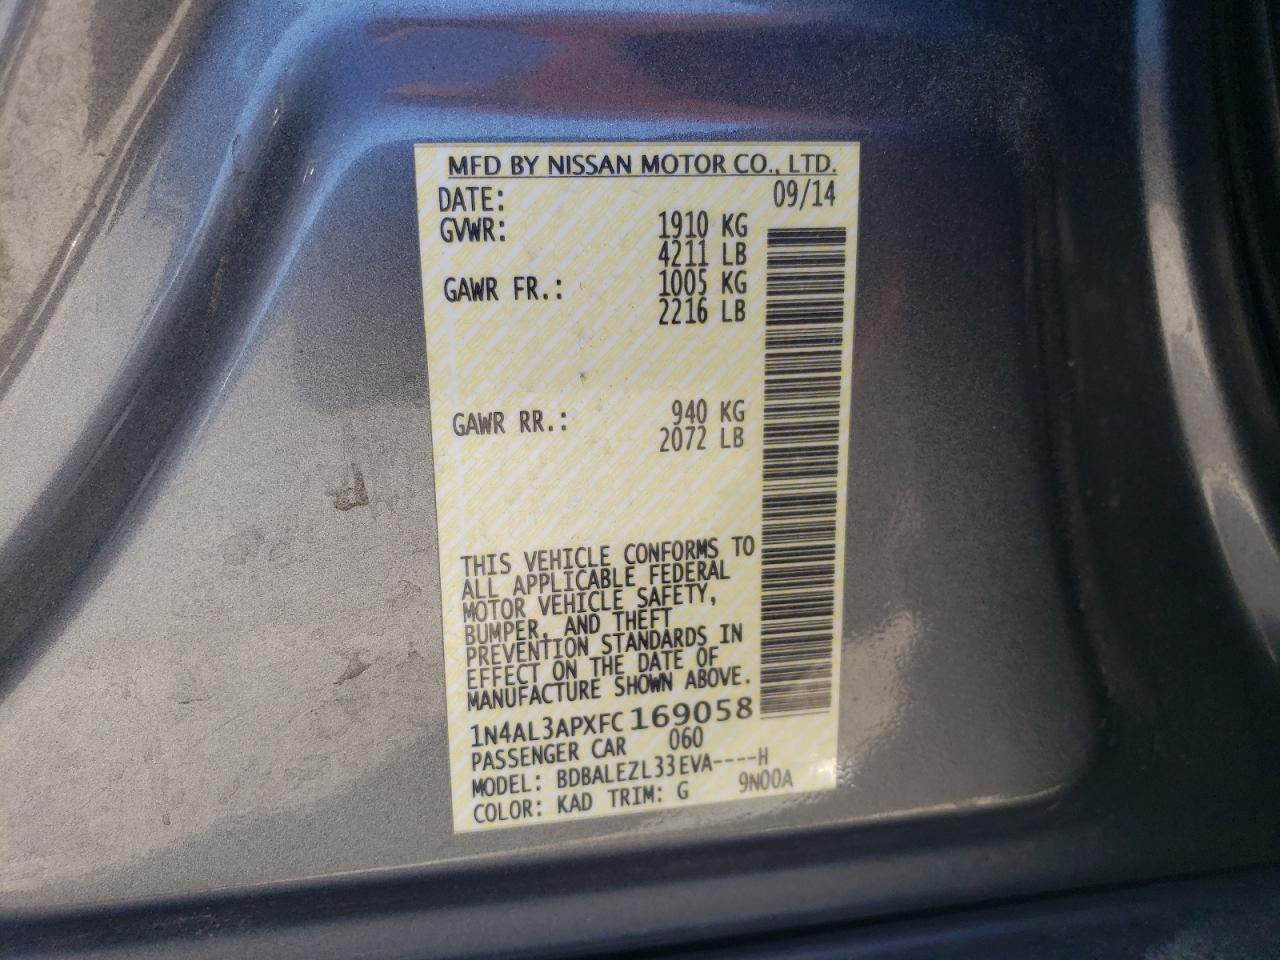 MFD BY NISSAN MOTOR CO., LTD.
DATE: 09/14
GVWR: 1910 KG
4211 LB
GAWR FR.: 1005 KG
2216 LB
GAWR RR.: 940 KG
2072 LB
THIS VEHICLE CONFORMS TO
ALL APPLICABLE FEDERAL
MOTOR VEHICLE SAFETY,
BUMPER, AND THEFT
PREVENTION STANDARDS IN
EFFECT ON THE DATE OF
MANUFACTURE SHOWN ABOVE.
1N4AL3APXFC169058
PASSENGER CAR 060
MODEL: BDBALEZL33EVA----H
COLOR: KAD TRIM: G 9N00A